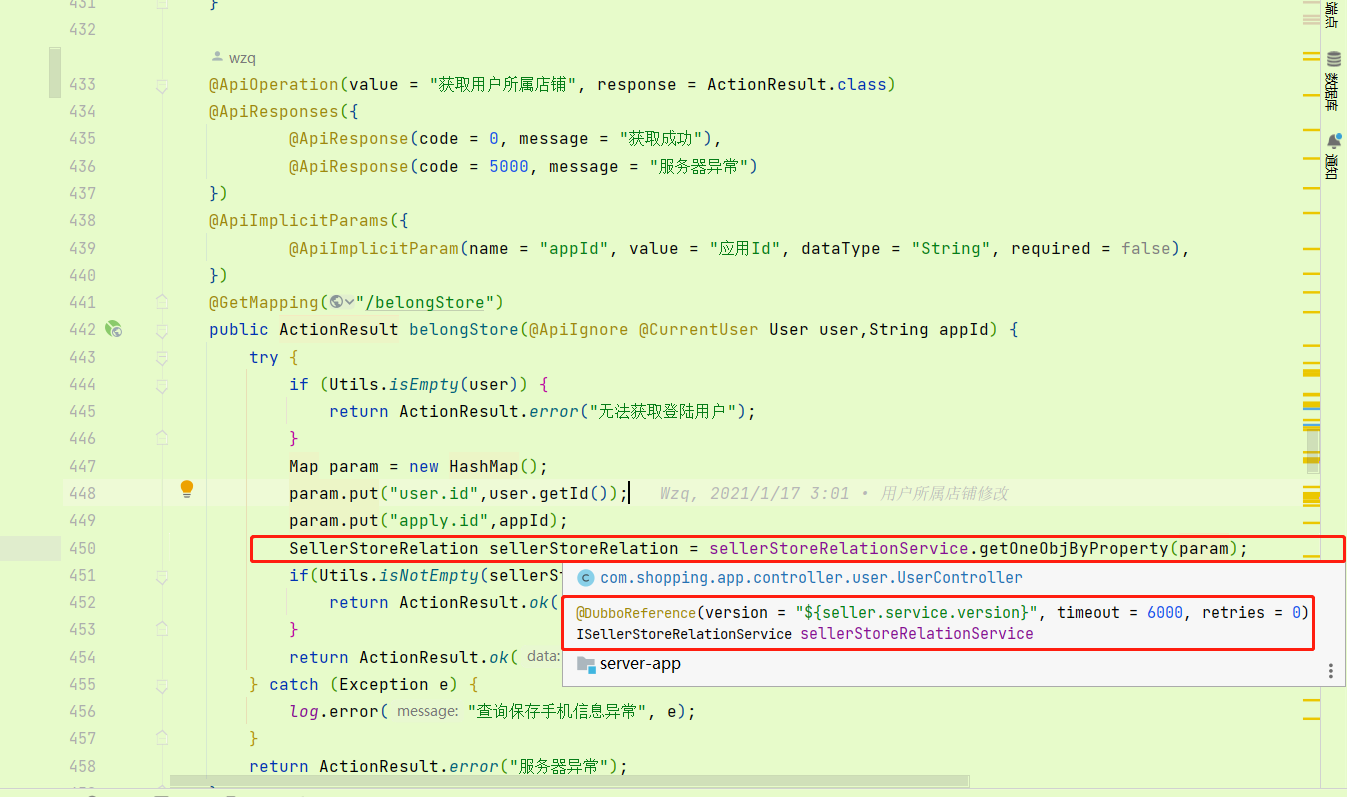 431 }
432
wzq
433 @ApiOperation(value = "获取用户所属店铺", response = ActionResult.class)
434 @ApiResponses({
435 @ApiResponse(code = 0, message = "获取成功"),
436 @ApiResponse(code = 5000, message = "服务器异常")
437 })
438 @ApiImplicitParams({
439 @ApiImplicitParam(name = "appId", value = "应用Id", dataType = "String", required = false),
440 })
441 @GetMapping("/belongStore")
442 public ActionResult belongStore(@ApiIgnore @CurrentUser User user,String appId) {
443 try {
444 if (Utils.isEmpty(user)) {
445 return ActionResult.error("无法获取登陆用户");
446 }
447 Map param = new HashMap();
448 param.put("user.id",user.getId()); Wzq, 2021/1/17 3:01 • 用户所属店铺修改
449 param.put("apply.id",appId);
450 SellerStoreRelation sellerStoreRelation = sellerStoreRelationService.getOneObjByProperty(param);
451 if(Utils.isNotEmpty(sellerSt
com.shopping.app.controller.user.UserController
452 return ActionResult.ok(
@DubboReference(version = "${seller.service.version}", timeout = 6000, retries = 0)
453 }
ISellerStoreRelationService sellerStoreRelationService
454 return ActionResult.ok( data:
server-app
455 } catch (Exception e) {
456 log.error( message: "查询保存手机信息异常", e);
457 }
458 return ActionResult.error("服务器异常");
端点
数据库
通知